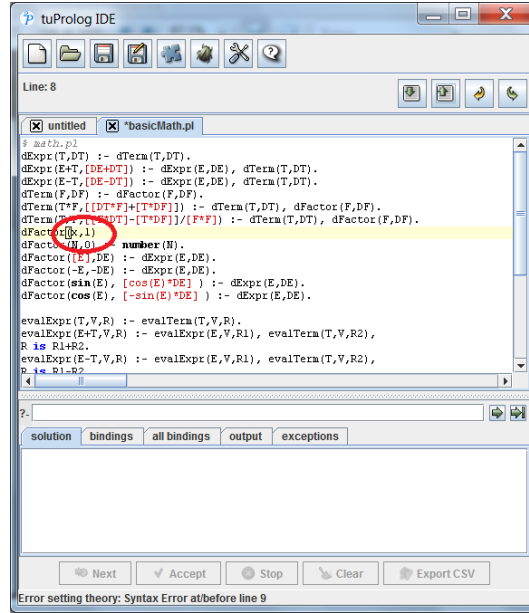 tuProlog IDE
Line: 8
untitled *basicMath.pl
% math.pl
dExpr(T,DT) :- dTerm(T,DT).
dExpr(E+T,[DE+DT]) :- dExpr(E,DE), dTerm(T,DT).
dExpr(E-T,[DE-DT]) :- dExpr(E,DE), dTerm(T,DT).
dTerm(F,DF) :- dFactor(F,DF).
dTerm(T*F,[[DT*F]+[T*DF]]) :- dTerm(T,DT), dFactor(F,DF).
dTerm(T/F,[[F*DT]-[T*DF]]/[F*F]) :- dTerm(T,DT), dFactor(F,DF).
dFactor(x,1)
dFactor(N,0) :- number(N).
dFactor([E],DE) :- dExpr(E,DE).
dFactor(-E,-DE) :- dExpr(E,DE).
dFactor(sin(E), [cos(E)*DE] ) :- dExpr(E,DE).
dFactor(cos(E), [-sin(E)*DE] ) :- dExpr(E,DE).
evalExpr(T,V,R) :- evalTerm(T,V,R).
evalExpr(E+T,V,R) :- evalExpr(E,V,R1), evalTerm(T,V,R2),
R is R1+R2.
evalExpr(E-T,V,R) :- evalExpr(E,V,R1), evalTerm(T,V,R2),
R is R1-R2
?-
solution bindings all bindings output exceptions
Next Accept Stop Clear Export CSV
Error setting theory: Syntax Error at/before line 9